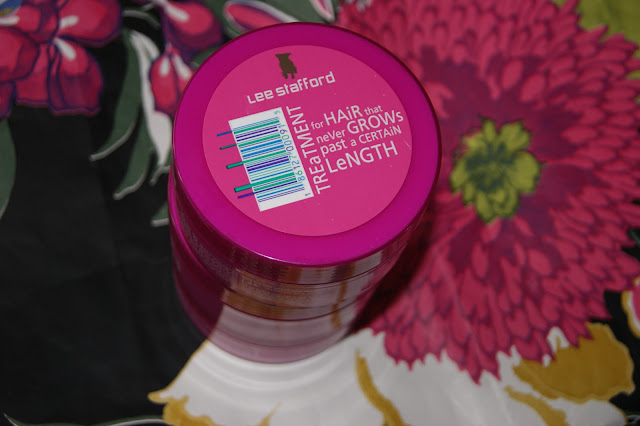 Lee Stafford
TREaTMENT
for HAiR that
neVer GROWs
past a CERTAiN
LeNGTH